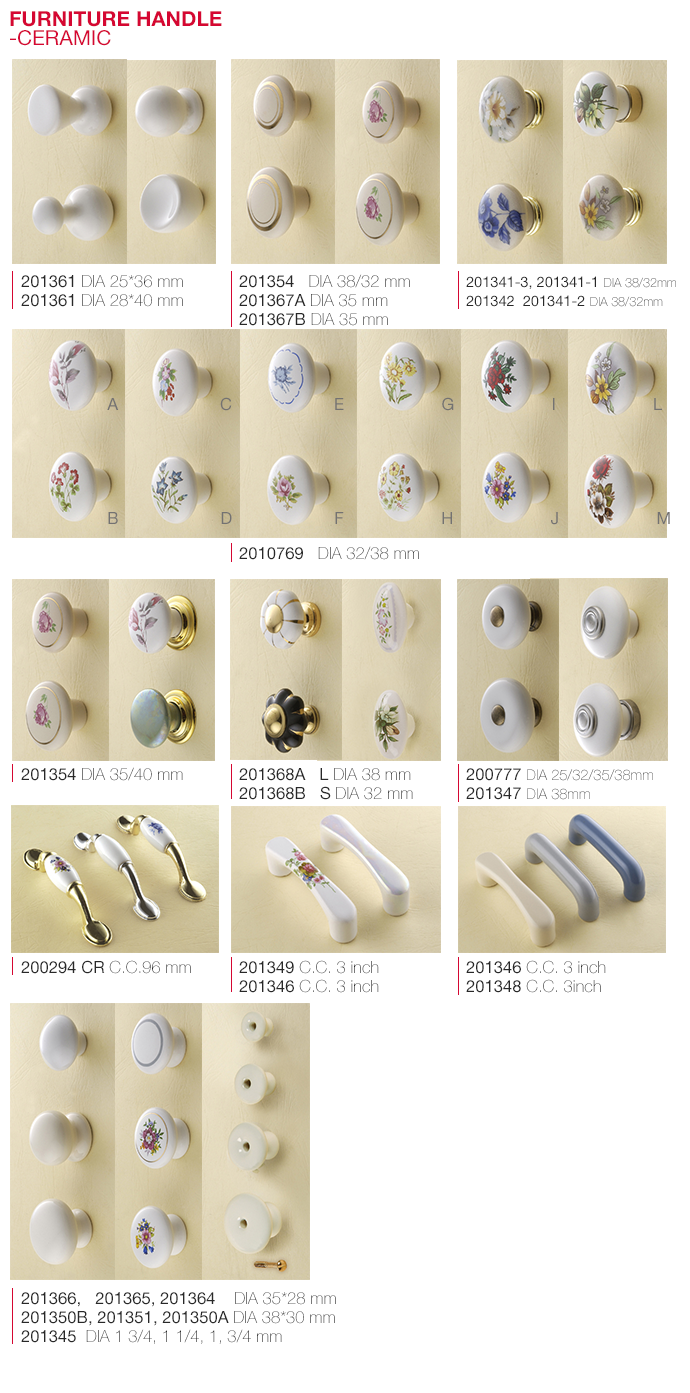 FURNITURE HANDLE
-CERAMIC
201361 DIA 25*36 mm
201361 DIA 28*40 mm
201354 DIA 38/32 mm
201367A DIA 35 mm
201367B DIA 35 mm
201341-3, 201341-1 DIA 38/32mm
201342 201341-2 DIA 38/32mm
A C E G I L
B D F H J M
2010769 DIA 32/38 mm
201354 DIA 35/40 mm
201368A L DIA 38 mm
201368B S DIA 32 mm
200777 DIA 25/32/35/38mm
201347 DIA 38mm
200294 CR C.C.96 mm
201349 C.C. 3 inch
201346 C.C. 3 inch
201346 C.C. 3 inch
201348 C.C. 3inch
201366, 201365, 201364 DIA 35*28 mm
201350B, 201351, 201350A DIA 38*30 mm
201345 DIA 1 3/4, 1 1/4, 1, 3/4 mm